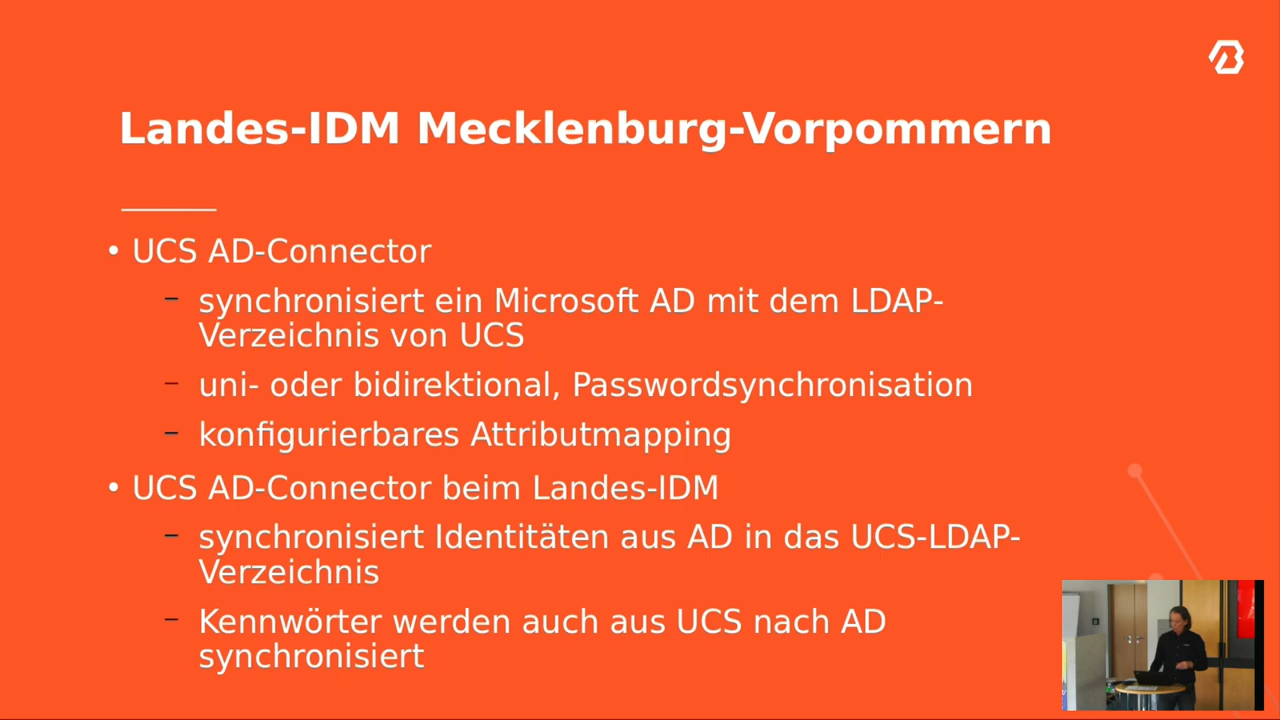 Landes-IDM Mecklenburg-Vorpommern
• UCS AD-Connector
– synchronisiert ein Microsoft AD mit dem LDAP-
Verzeichnis von UCS
– uni- oder bidirektional, Passwordsynchronisation
– konfigurierbares Attributmapping
• UCS AD-Connector beim Landes-IDM
– synchronisiert Identitäten aus AD in das UCS-LDAP-
Verzeichnis
– Kennwörter werden auch aus UCS nach AD
synchronisiert